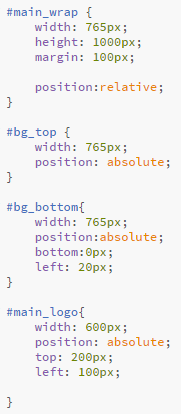 #main_wrap {
    width: 765px;
    height: 1000px;
    margin: 100px;

    position:relative;
}

#bg_top {
    width: 765px;
    position: absolute;
}

#bg_bottom{
    width: 765px;
    position:absolute;
    bottom:0px;
    left: 20px;
}

#main_logo{
    width: 600px;
    position: absolute;
    top: 200px;
    left: 100px;

}